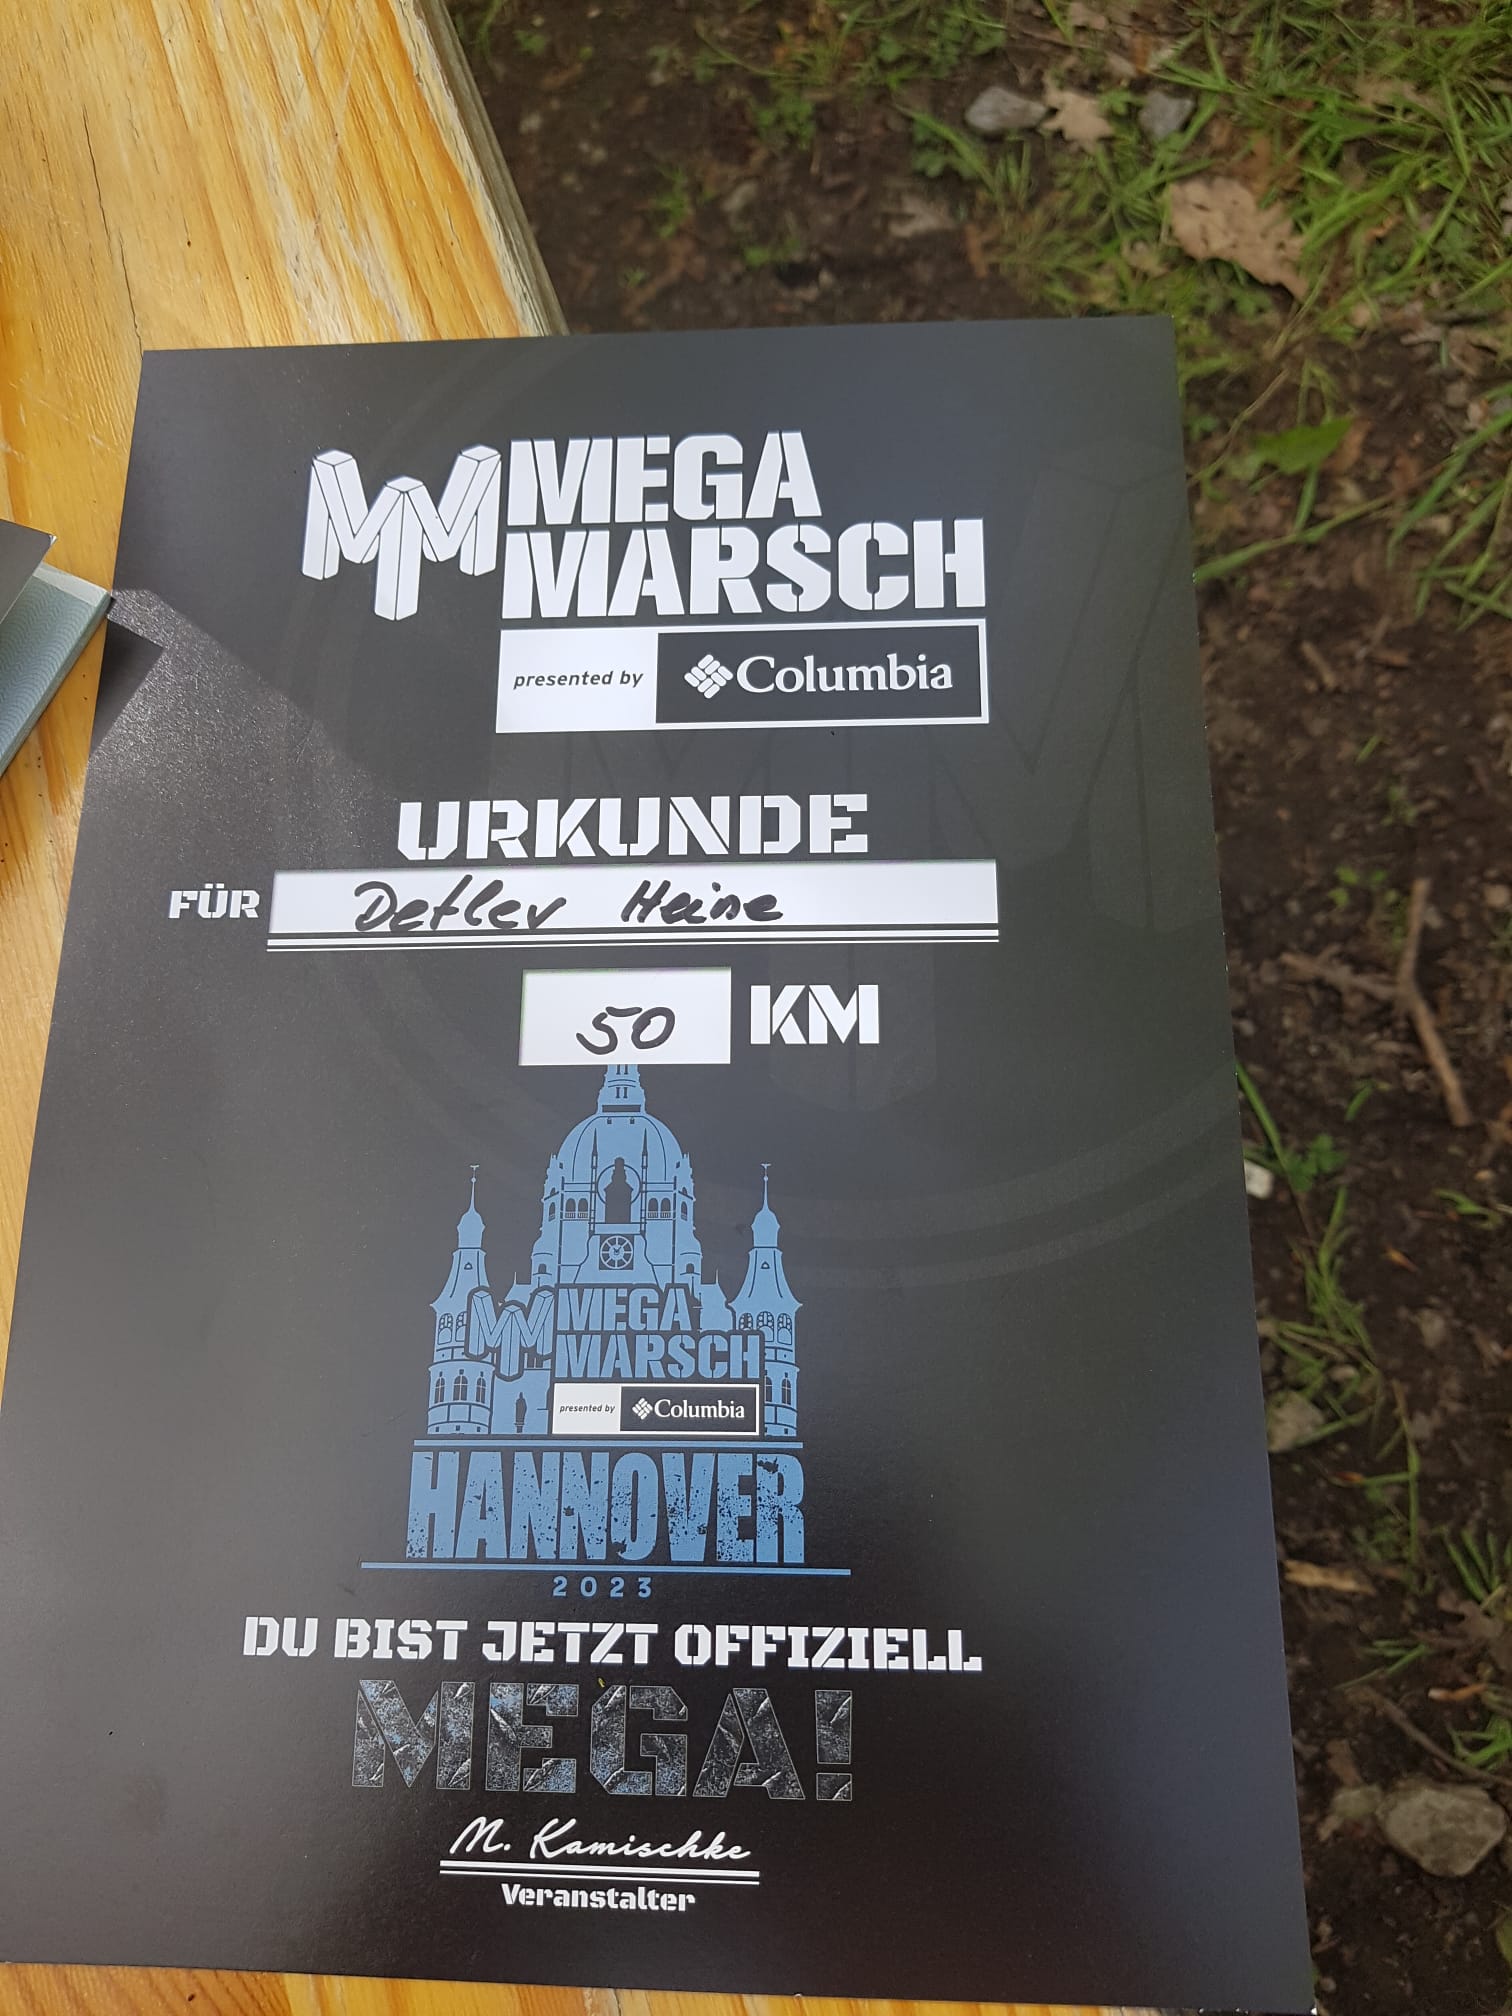 MEGA
MARSCH
presented by Columbia
URKUNDE
FÜR Detlev Heine
50 KM
MEGA
MARSCH
presented by Columbia
HANNOVER
2023
DU BIST JETZT OFFIZIELL
MEGA!
M. Kamischke
Veranstalter